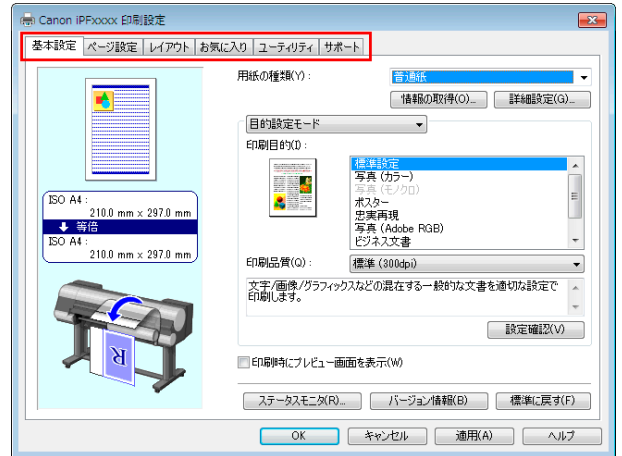 Canon iPFxxxx 印刷設定
基本設定 ページ設定 レイアウト お気に入り ユーティリティ サポート
用紙の種類(Y) : 普通紙
情報の取得(O)... 詳細設定(G)...
目的設定モード
印刷目的(I) :
標準設定
写真 (カラー)
写真 (モノクロ)
ポスター
忠実再現
写真 (Adobe RGB)
ビジネス文書
ISO A4 :
210.0 mm x 297.0 mm
等倍
ISO A4 :
210.0 mm x 297.0 mm
R
印刷品質(Q) : 標準 (300dpi)
文字/画像/グラフィックスなどの混在する一般的な文書を適切な設定で
印刷します。
設定確認(V)
印刷時にプレビュー画面を表示(W)
ステータスモニタ(R)... バージョン情報(B) 標準に戻す(F)
OK キャンセル 適用(A) ヘルプ